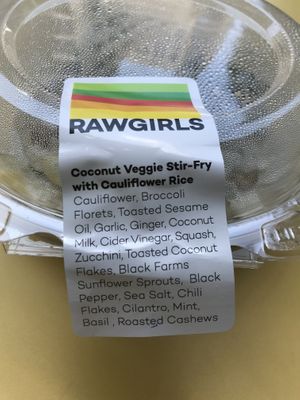 RAWGIRLS
Coconut Veggie Stir-Fry
with Cauliflower Rice
Cauliflower, Broccoli
Florets, Toasted Sesame
Oil, Garlic, Ginger, Coconut
Milk, Cider Vinegar, Squash,
Zucchini, Toasted Coconut
Flakes, Black Farms
Sunflower Sprouts, Black
Pepper, Sea Salt, Chili
Flakes, Cilantro, Mint,
Basil , Roasted Cashews